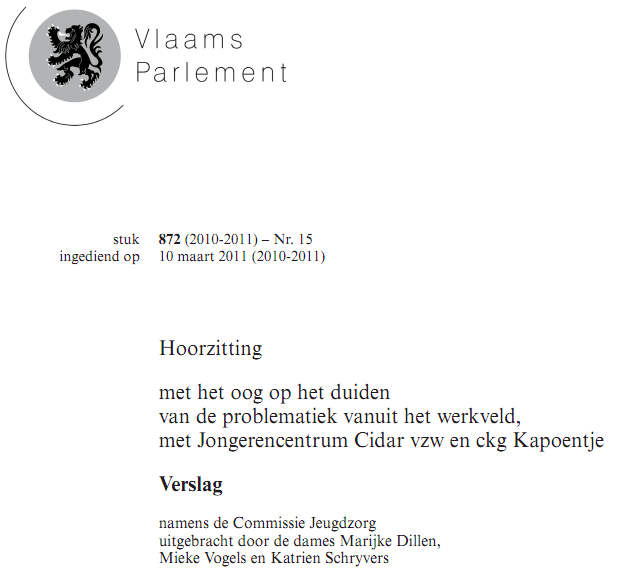 Vlaams
Parlement
stuk 872 (2010-2011) – Nr. 15
ingediend op 10 maart 2011 (2010-2011)
Hoorzitting
met het oog op het duiden
van de problematiek vanuit het werkveld,
met Jongerencentrum Cidar vzw en ckg Kapoentje
Verslag
namens de Commissie Jeugdzorg
uitgebracht door de dames Marijke Dillen,
Mieke Vogels en Katrien Schryvers